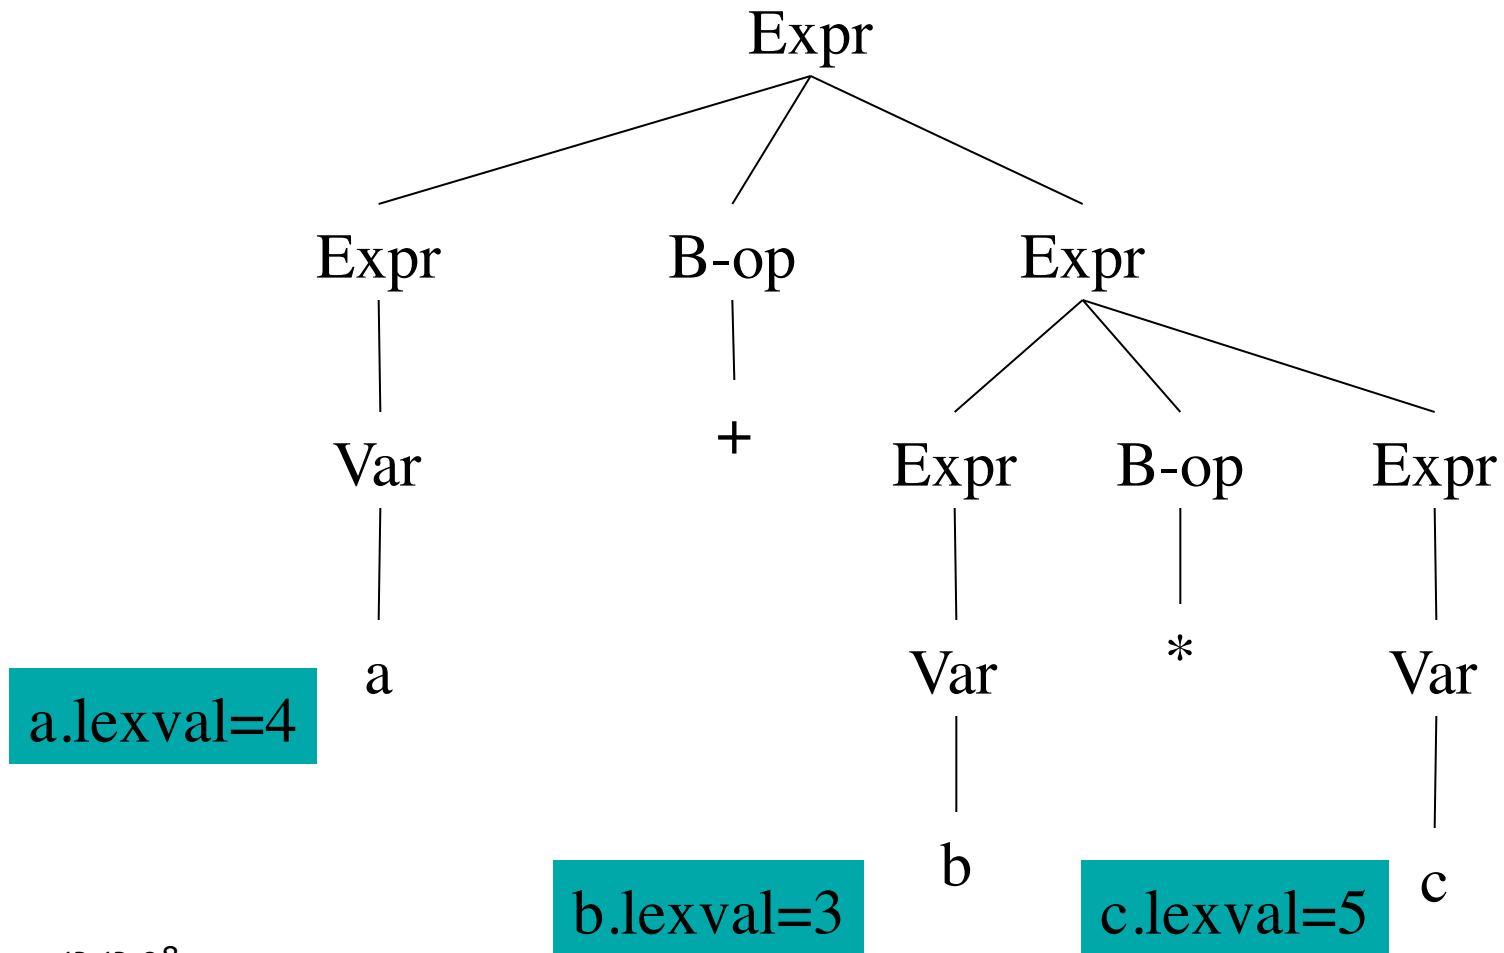 Expr
Expr B-op Expr
Var + Expr B-op Expr
a Var * Var
a.lexval=4
b c
b.lexval=3 c.lexval=5